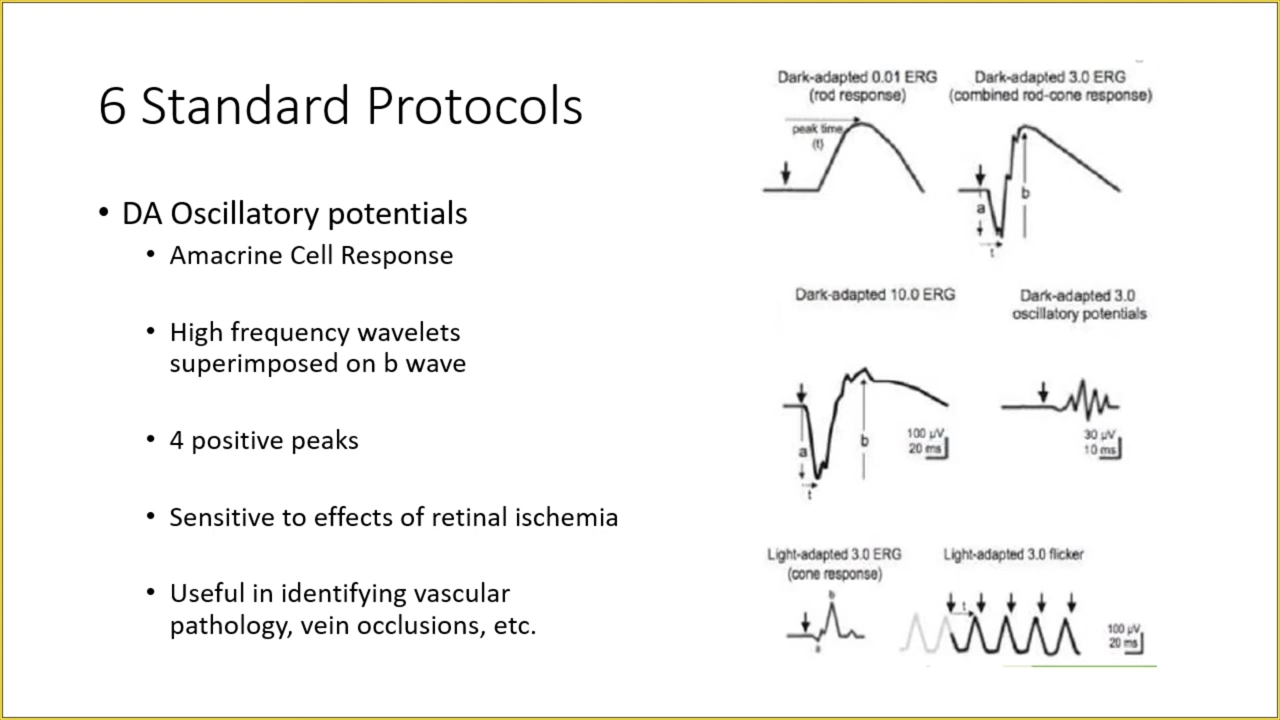 6 Standard Protocols
• DA Oscillatory potentials
• Amacrine Cell Response
• High frequency wavelets
superimposed on b wave
• 4 positive peaks
• Sensitive to effects of retinal ischemia
• Useful in identifying vascular
pathology, vein occlusions, etc.
Dark-adapted 0.01 ERG
(rod response)
peak time
(t)
Dark-adapted 3.0 ERG
(combined rod-cone response)
a
b
t
Dark-adapted 10.0 ERG
a
b
t
100 µV
20 ms
Dark-adapted 3.0
oscillatory potentials
30 µV
10 ms
Light-adapted 3.0 ERG
(cone response)
b
a
Light-adapted 3.0 flicker
t
100 µV
20 ms